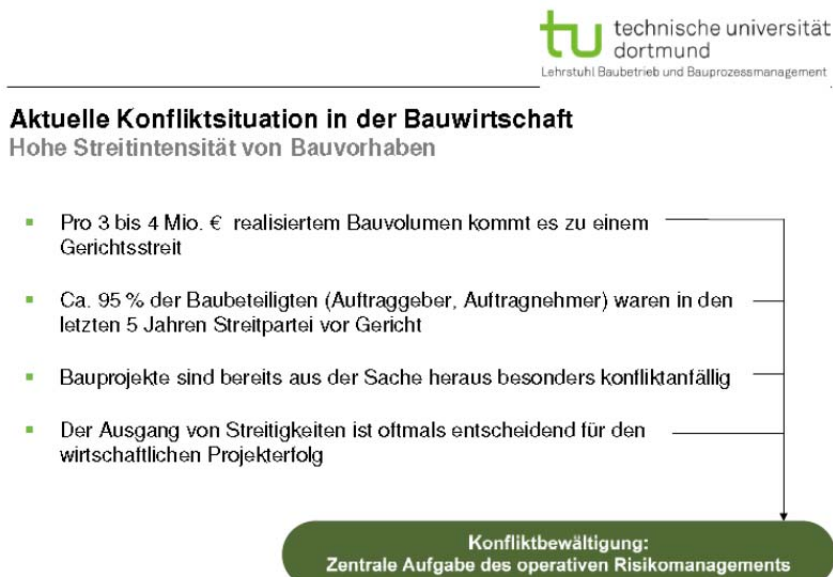 tu technische universität
dortmund
Lehrstuhl Baubetrieb und Bauprozessmanagement
Aktuelle Konfliktsituation in der Bauwirtschaft
Hohe Streitintensität von Bauvorhaben
Pro 3 bis 4 Mio. € realisiertem Bauvolumen kommt es zu einem
Gerichtsstreit
Ca. 95 % der Baubeteiligten (Auftraggeber, Auftragnehmer) waren in den
letzten 5 Jahren Streitpartei vor Gericht
Bauprojekte sind bereits aus der Sache heraus besonders konfliktanfällig
Der Ausgang von Streitigkeiten ist oftmals entscheidend für den
wirtschaftlichen Projekterfolg
Konfliktbewältigung:
Zentrale Aufgabe des operativen Risikomanagements